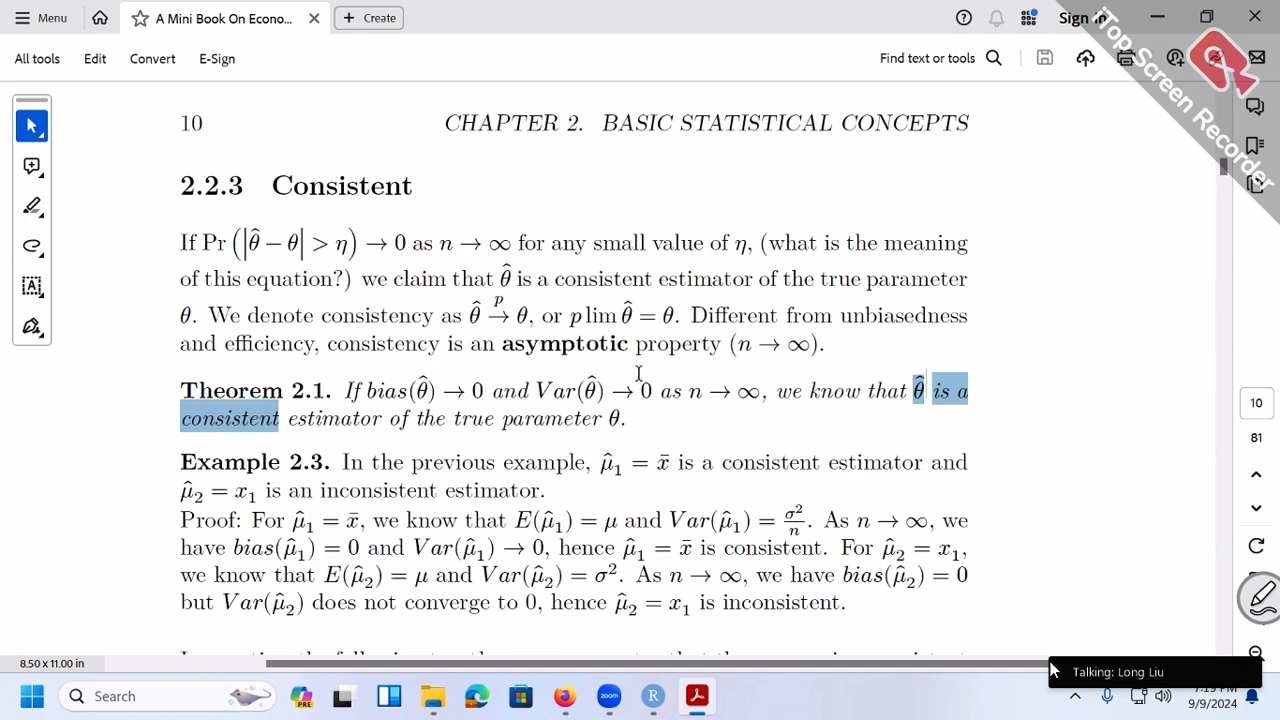 Menu
A Mini Book On Econo...
Create
Sign in
All tools
Edit
Convert
E-Sign
Find text or tools
iTop Screen Recorder
10 CHAPTER 2. BASIC STATISTICAL CONCEPTS
2.2.3 Consistent
If Pr (|θ̂ − θ| > η) → 0 as n → ∞ for any small value of η, (what is the meaning
of this equation?) we claim that θ̂ is a consistent estimator of the true parameter
θ. We denote consistency as θ̂ →ᵖ θ, or p lim θ̂ = θ. Different from unbiasedness
and efficiency, consistency is an asymptotic property (n → ∞).
Theorem 2.1. If bias(θ̂) → 0 and Var(θ̂) → 0 as n → ∞, we know that θ̂ is a
consistent estimator of the true parameter θ.
Example 2.3. In the previous example, μ̂₁ = x̄ is a consistent estimator and
μ̂₂ = x₁ is an inconsistent estimator.
Proof: For μ̂₁ = x̄, we know that E(μ̂₁) = μ and Var(μ̂₁) = σ²/n. As n → ∞, we
have bias(μ̂₁) = 0 and Var(μ̂₁) → 0, hence μ̂₁ = x̄ is consistent. For μ̂₂ = x₁,
we know that E(μ̂₂) = μ and Var(μ̂₂) = σ². As n → ∞, we have bias(μ̂₂) = 0
but Var(μ̂₂) does not converge to 0, hence μ̂₂ = x₁ is inconsistent.
10
81
8.50 x 11.00 in
Talking: Long Liu
Search
PRE
zoom
R
7:19 PM
9/9/2024